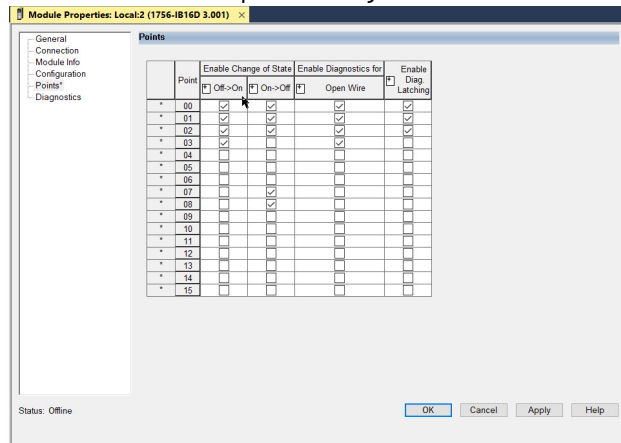 Module Properties: Local:2 (1756-IB16D 3.001) ×
General
Connection
Module Info
Configuration
Points*
Diagnostics
Points
Point
Enable Change of State
Off->On
On->Off
Enable Diagnostics for
Open Wire
Enable
Diag.
Latching
* 00
* 01
* 02
* 03
* 04
* 05
* 06
* 07
* 08
* 09
* 10
* 11
* 12
* 13
* 14
* 15
Status: Offline
OK Cancel Apply Help